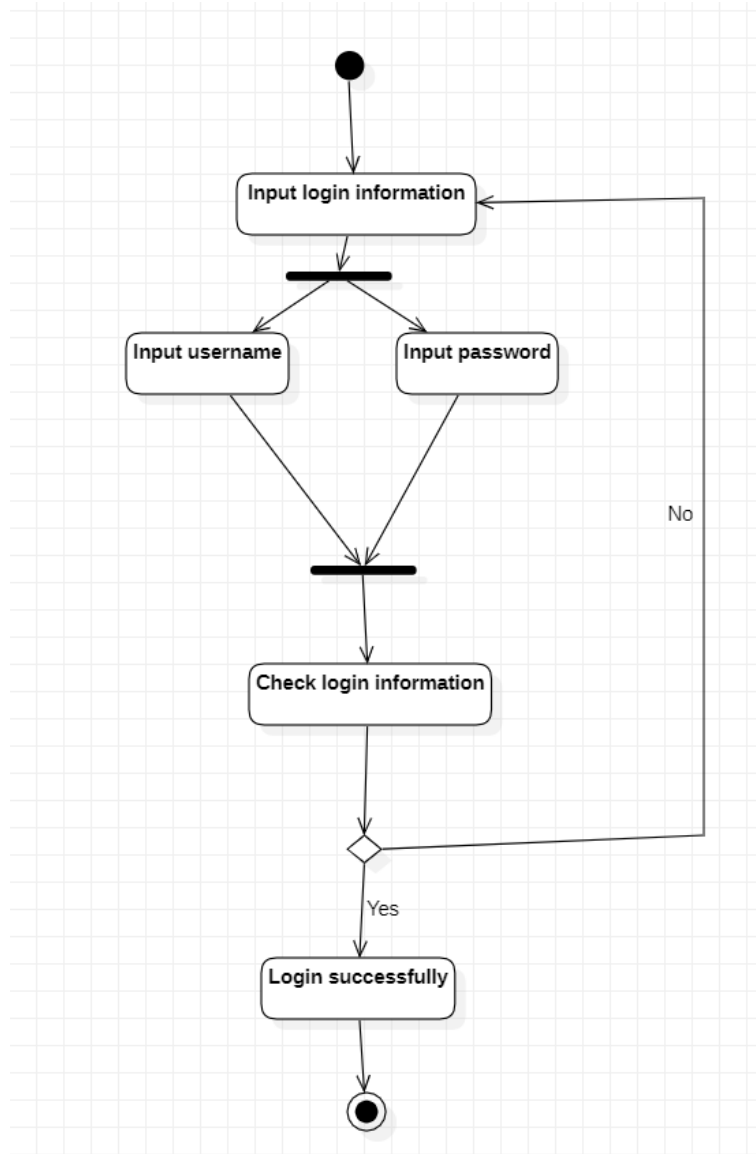 Input login information
Input username
Input password
No
Check login information
Yes
Login successfully